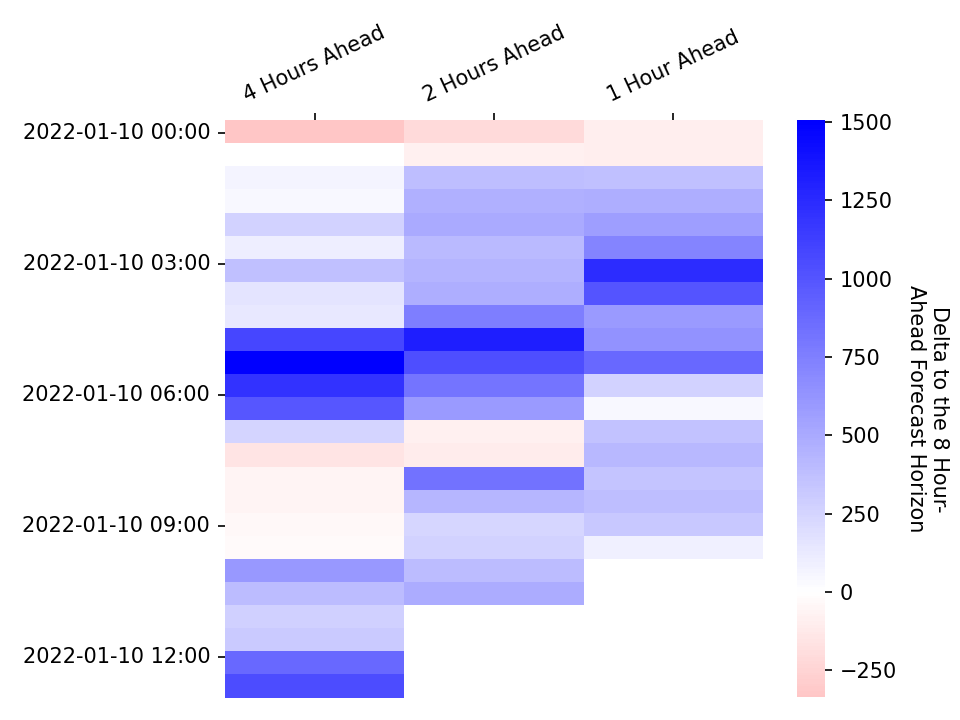 4 Hours Ahead
2 Hours Ahead
1 Hour Ahead
2022-01-10 00:00
2022-01-10 03:00
2022-01-10 06:00
2022-01-10 09:00
2022-01-10 12:00
1500
1250
1000
750
500
250
0
−250
Delta to the 8 Hour-
Ahead Forecast Horizon